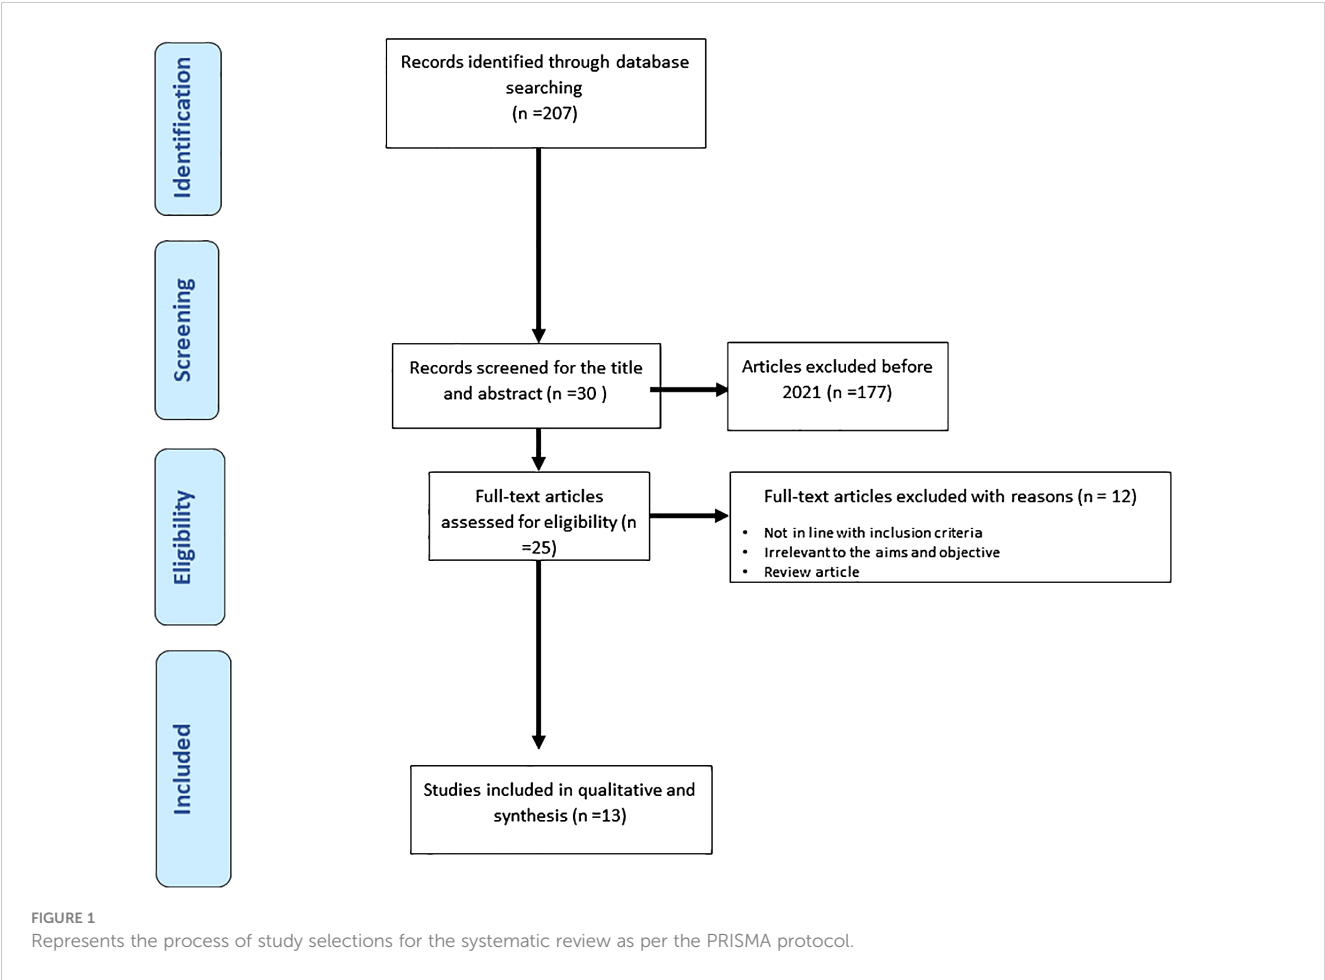 Identification
Records identified through database
searching
(n =207)
Screening
Records screened for the title
and abstract (n =30 )
Articles excluded before
2021 (n =177)
Eligibility
Full-text articles
assessed for eligibility (n
=25)
Full-text articles excluded with reasons (n = 12)
• Not in line with inclusion criteria
• Irrelevant to the aims and objective
• Review article
Included
Studies included in qualitative and
synthesis (n =13)
FIGURE 1
Represents the process of study selections for the systematic review as per the PRISMA protocol.